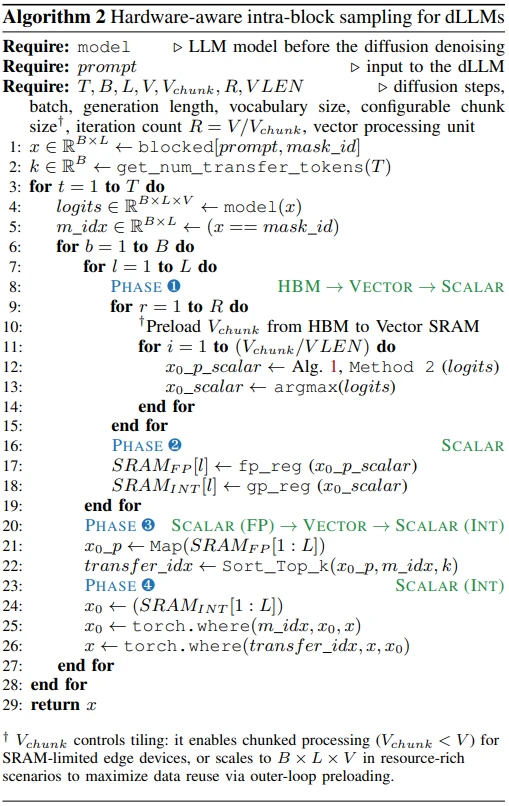 Algorithm 2 Hardware-aware intra-block sampling for dLLMs
Require: model ▷ LLM model before the diffusion denoising
Require: prompt ▷ input to the dLLM
Require: T, B, L, V, V_chunk, R, VLEN ▷ diffusion steps,
batch, generation length, vocabulary size, configurable chunk
size†, iteration count R = V/V_chunk, vector processing unit
1: x ∈ ℝ^{B×L} ← blocked[prompt, mask_id]
2: k ∈ ℝ^B ← get_num_transfer_tokens(T)
3: for t = 1 to T do
4: logits ∈ ℝ^{B×L×V} ← model(x)
5: m_idx ∈ ℝ^{B×L} ← (x == mask_id)
6: for b = 1 to B do
7: for l = 1 to L do
8: PHASE ❶ HBM → VECTOR → SCALAR
9: for r = 1 to R do
10: †Preload V_chunk from HBM to Vector SRAM
11: for i = 1 to (V_chunk/VLEN) do
12: x0_p_scalar ← Alg. 1, Method 2 (logits)
13: x0_scalar ← argmax(logits)
14: end for
15: end for
16: PHASE ❷ SCALAR
17: SRAM_FP[l] ← fp_reg (x0_p_scalar)
18: SRAM_INT[l] ← gp_reg (x0_scalar)
19: end for
20: PHASE ❸ SCALAR (FP) → VECTOR → SCALAR (INT)
21: x0_p ← Map(SRAM_FP[1 : L])
22: transfer_idx ← Sort_Top_k(x0_p, m_idx, k)
23: PHASE ❹ SCALAR (INT)
24: x0 ← (SRAM_INT[1 : L])
25: x0 ← torch.where(m_idx, x0, x)
26: x ← torch.where(transfer_idx, x, x0)
27: end for
28: end for
29: return x
† V_chunk controls tiling: it enables chunked processing (V_chunk < V) for
SRAM-limited edge devices, or scales to B × L × V in resource-rich
scenarios to maximize data reuse via outer-loop preloading.